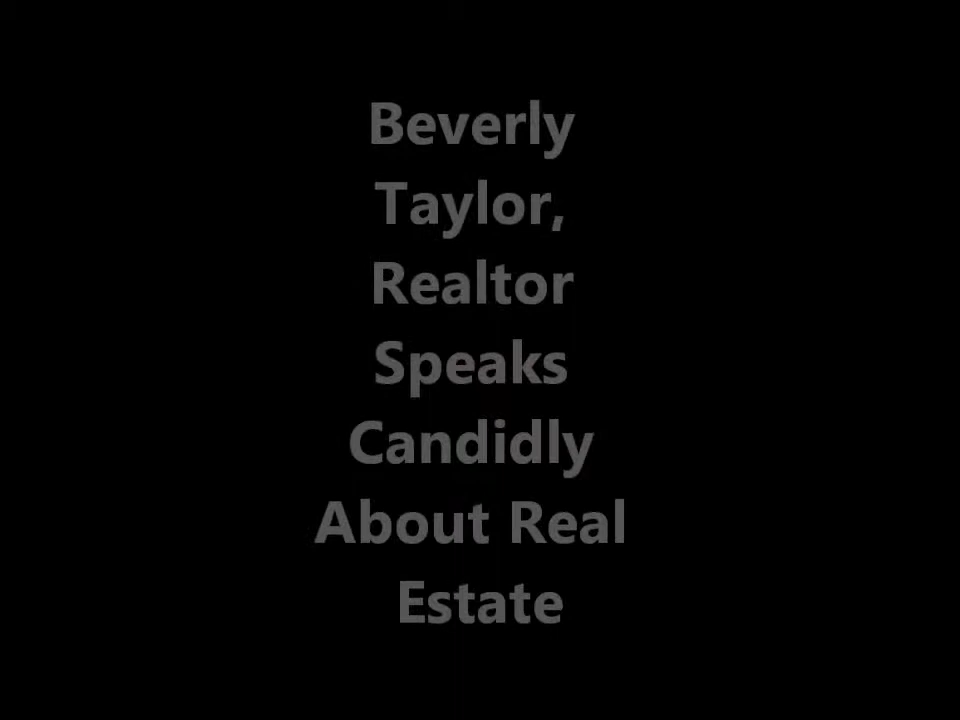 Beverly
Taylor,
Realtor
Speaks
Candidly
About Real
Estate